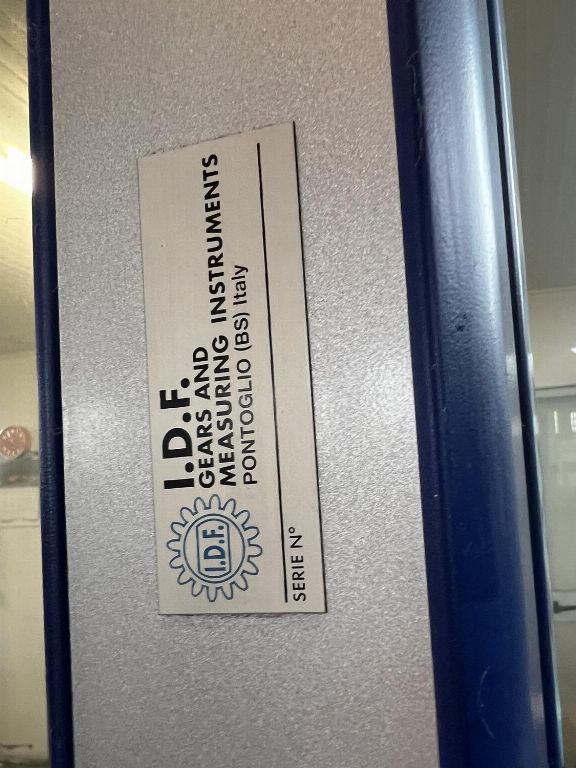 I.D.F.
I.D.F.
GEARS AND
MEASURING INSTRUMENTS
PONTOGLIO (BS) Italy
SERIE N°